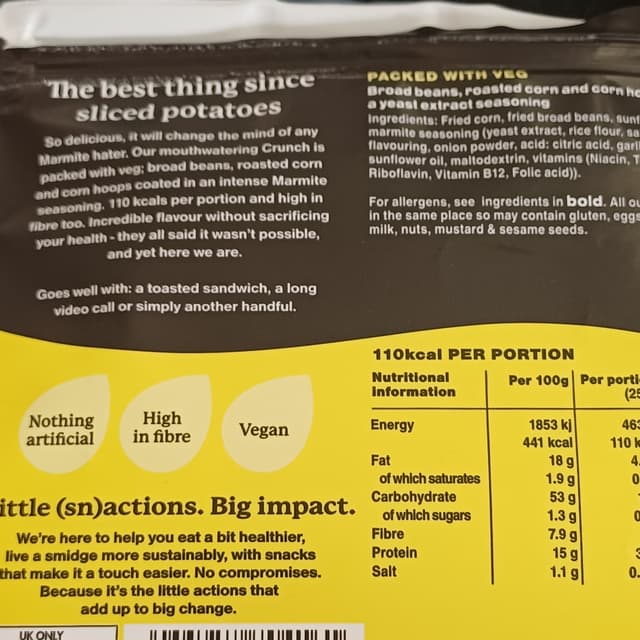 The best thing since
sliced potatoes
So delicious, it will change the mind of any
Marmite hater. Our mouthwatering Crunch is
packed with veg; broad beans, roasted corn
and corn hoops coated in an intense Marmite
seasoning. 110 kcals per portion and high in
fibre too. Incredible flavour without sacrificing
your health - they all said it wasn't possible,
and yet here we are.
Goes well with: a toasted sandwich, a long
video call or simply another handful.
PACKED WITH VEG
Broad beans, roasted corn and corn
a yeast extract seasoning
Ingredients: Fried corn, fried broad beans,
marmite seasoning (yeast extract, rice flour,
flavouring, onion powder, acid: citric acid,
sunflower oil, maltodextrin, vitamins (Niacin,
Riboflavin, Vitamin B12, Folic acid)).
For allergens, see ingredients in bold. All
in the same place so may contain gluten,
milk, nuts, mustard & sesame seeds.
110kcal PER PORTION
Nutritional Information Per 100g Per
Energy 1853 kj
441 kcal 110
Fat 18 g
of which saturates 1.9 g
Carbohydrate 53 g
of which sugars 1.3 g
Fibre 7.9 g
Protein 15 g
Salt 1.1 g
Nothing
artificial
High
in fibre
Vegan
ittle (sn)actions. Big impact.
We're here to help you eat a bit healthier,
live a smidge more sustainably, with snacks
that make it a touch easier. No compromises.
Because it's the little actions that
add up to big change.
UK ONLY